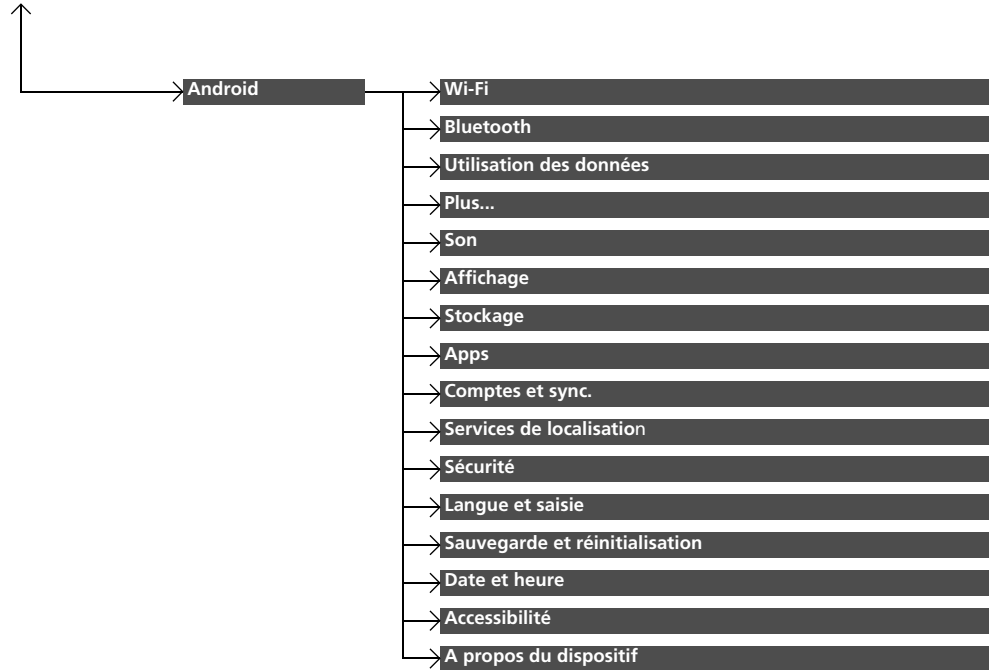 Android
Wi-Fi
Bluetooth
Utilisation des données
Plus...
Son
Affichage
Stockage
Apps
Comptes et sync.
Services de localisation
Sécurité
Langue et saisie
Sauvegarde et réinitialisation
Date et heure
Accessibilité
A propos du dispositif